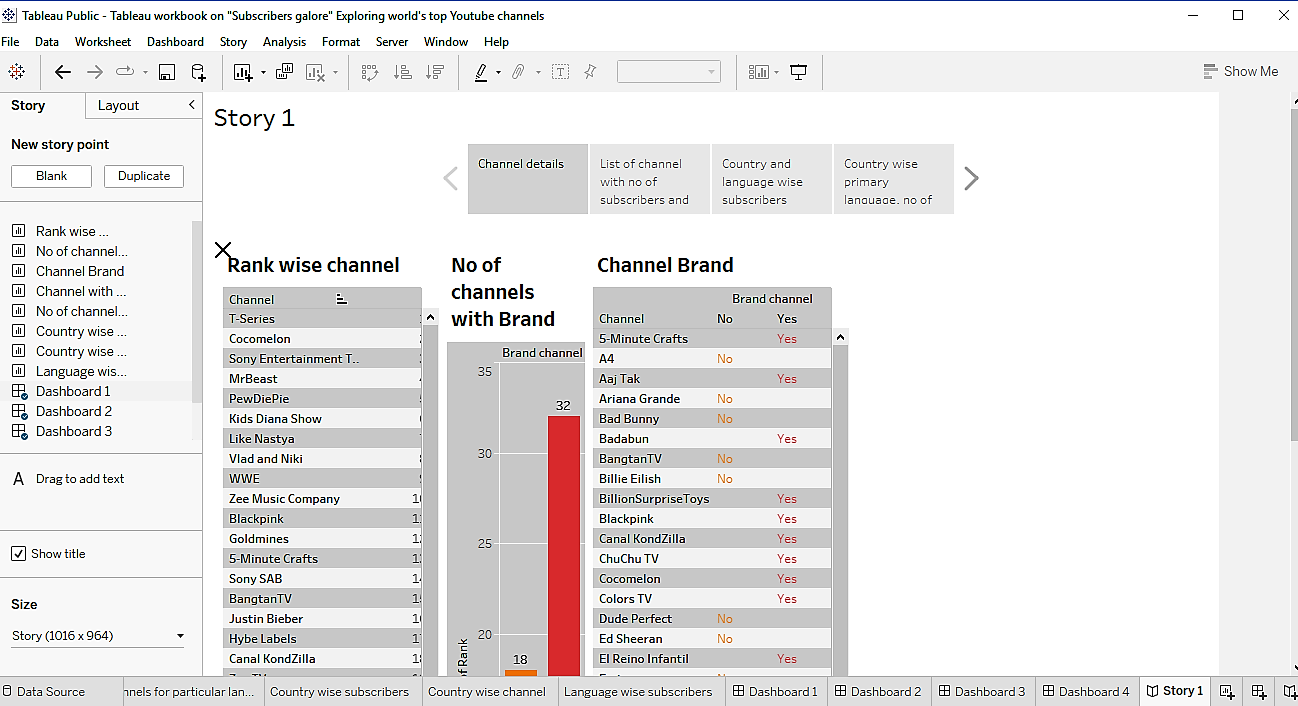 Tableau Public - Tableau workbook on "Subscribers galore" Exploring world's top Youtube channels
File Data Worksheet Dashboard Story Analysis Format Server Window Help
Show Me
Story Layout
New story point
Blank Duplicate
Rank wise ...
No of channel...
Channel Brand
Channel with ...
No of channel...
Country wise ...
Country wise ...
Language wis...
Dashboard 1
Dashboard 2
Dashboard 3
A Drag to add text
Show title
Size
Story (1016 x 964)
Story 1
Channel details
List of channel
with no of
subscribers and
Country and
language wise
subscribers
Country wise
primary
language, no of
Rank wise channel
Channel
T-Series
Cocomelon
Sony Entertainment T..
MrBeast
PewDiePie
Kids Diana Show
Like Nastya
Vlad and Niki
WWE
Zee Music Company
Blackpink
Goldmines
5-Minute Crafts
Sony SAB
BangtanTV
Justin Bieber
Hybe Labels
Canal KondZilla
No of
channels
with Brand
Brand channel
35
32
30
25
20
18
of Rank
Channel Brand
Brand channel
Channel No Yes
5-Minute Crafts Yes
A4 No
Aaj Tak Yes
Ariana Grande No
Bad Bunny No
Badabun Yes
BangtanTV No
Billie Eilish No
BillionSurpriseToys Yes
Blackpink Yes
Canal KondZilla Yes
ChuChu TV Yes
Cocomelon Yes
Colors TV Yes
Dude Perfect No
Ed Sheeran No
El Reino Infantil Yes
Data Source nnels for particular lan... Country wise subscribers Country wise channel Language wise subscribers Dashboard 1 Dashboard 2 Dashboard 3 Dashboard 4 Story 1